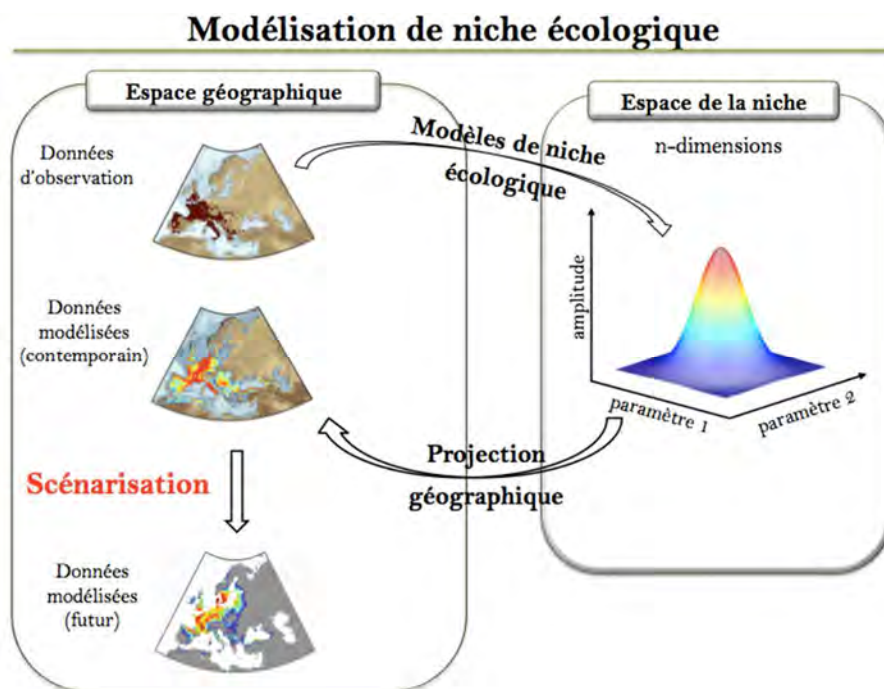 Modélisation de niche écologique
Espace géographique
Données
d'observation
Données
modélisées
(contemporain)
Scénarisation
Données
modélisées
(futur)
Modèles de niche
écologique
Projection
géographique
Espace de la niche
n-dimensions
amplitude
paramètre 1
paramètre 2